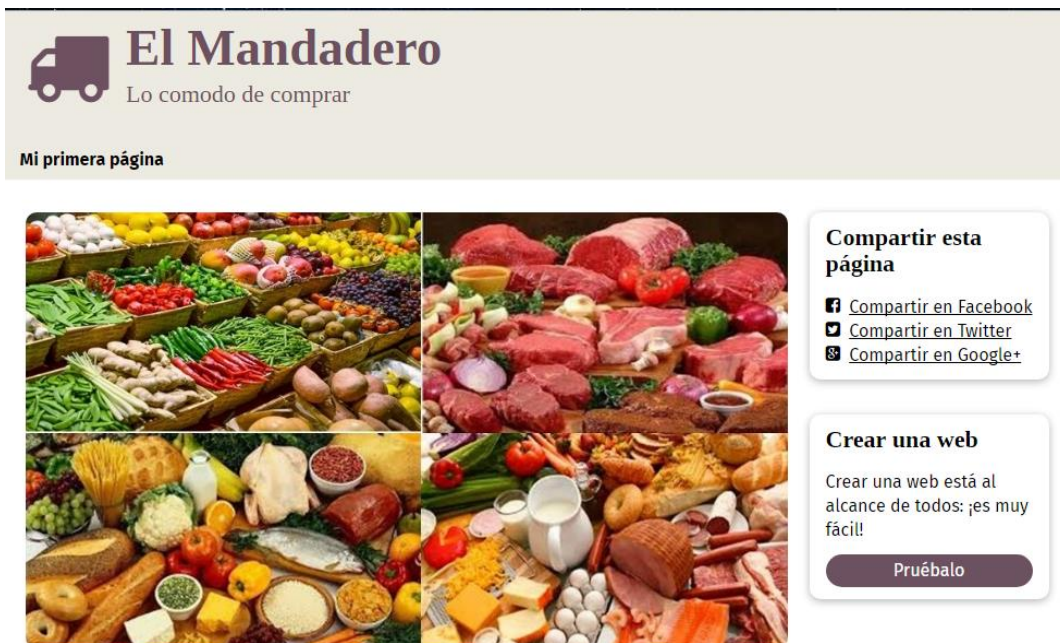 El Mandadero
Lo comodo de comprar
Mi primera página
Compartir esta
página
Compartir en Facebook
Compartir en Twitter
Compartir en Google+
Crear una web
Crear una web está al
alcance de todos: ¡es muy
fácil!
Pruébalo